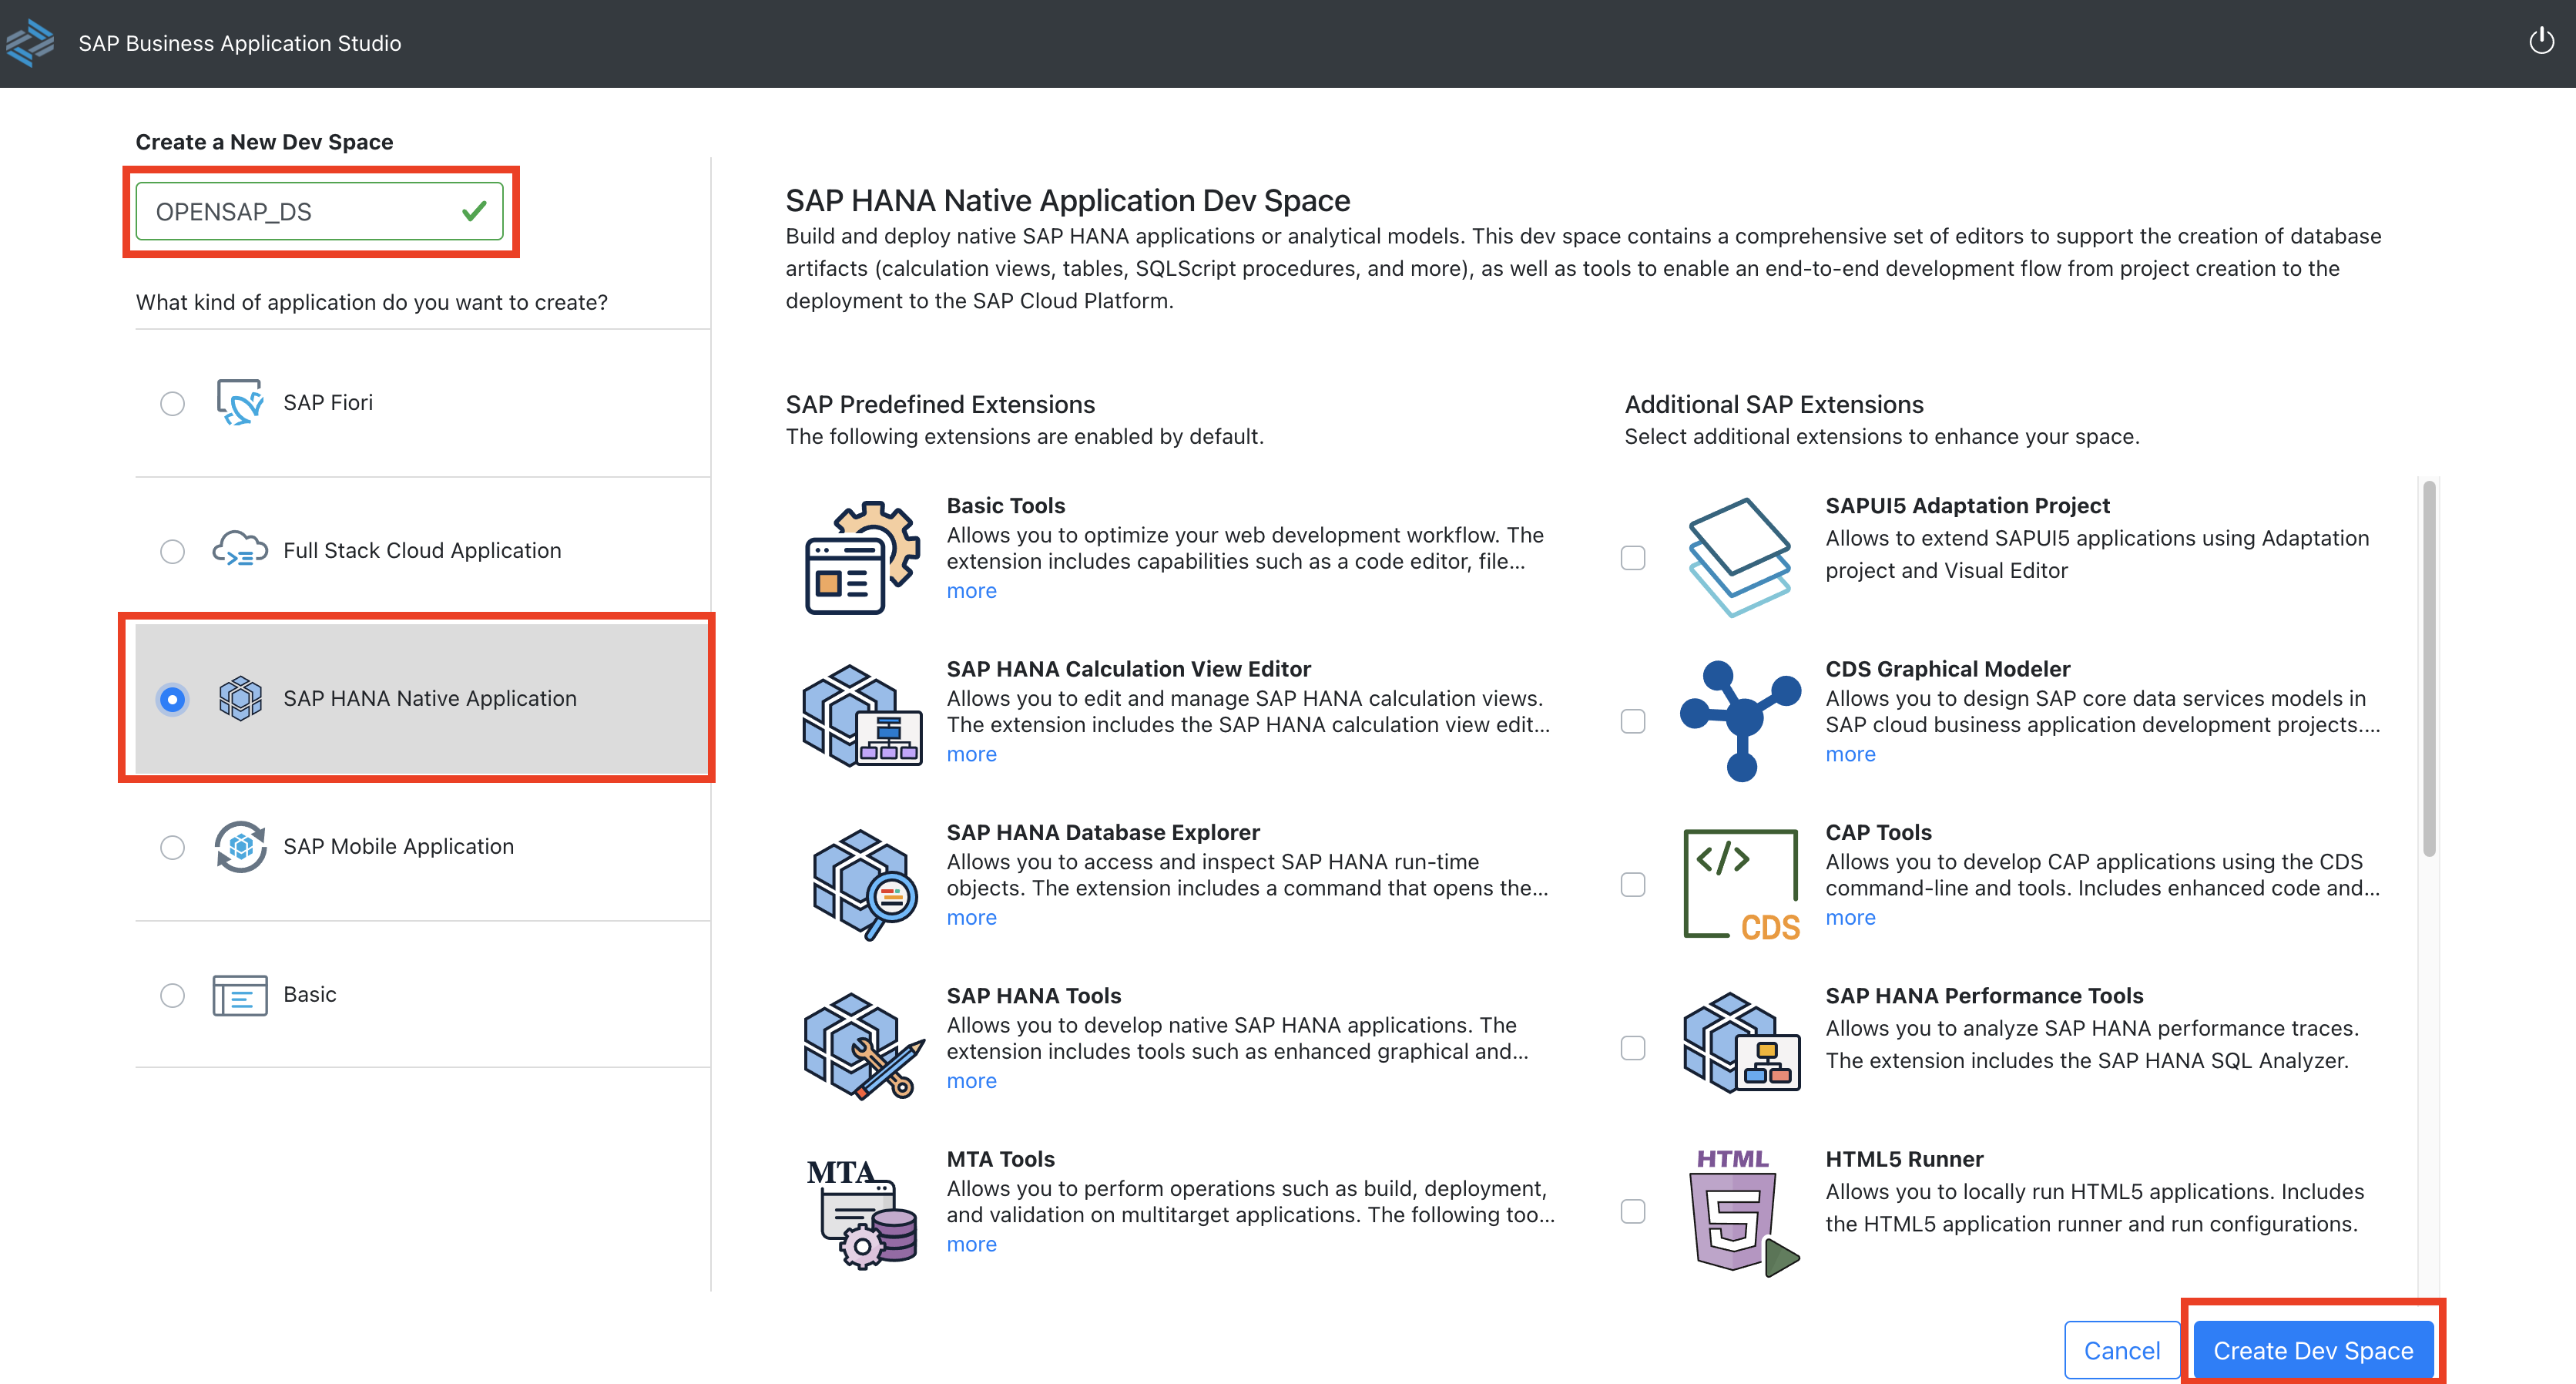 SAP Business Application Studio
Create a New Dev Space
OPENSAP_DS
What kind of application do you want to create?
SAP Fiori
Full Stack Cloud Application
SAP HANA Native Application
SAP Mobile Application
Basic
SAP HANA Native Application Dev Space
Build and deploy native SAP HANA applications or analytical models. This dev space contains a comprehensive set of editors to support the creation of database
artifacts (calculation views, tables, SQLScript procedures, and more), as well as tools to enable an end-to-end development flow from project creation to the
deployment to the SAP Cloud Platform.
SAP Predefined Extensions
The following extensions are enabled by default.
Basic Tools
Allows you to optimize your web development workflow. The
extension includes capabilities such as a code editor, file...
more
SAP HANA Calculation View Editor
Allows you to edit and manage SAP HANA calculation views.
The extension includes the SAP HANA calculation view edit...
more
SAP HANA Database Explorer
Allows you to access and inspect SAP HANA run-time
objects. The extension includes a command that opens the...
more
SAP HANA Tools
Allows you to develop native SAP HANA applications. The
extension includes tools such as enhanced graphical and...
more
MTA
MTA Tools
Allows you to perform operations such as build, deployment,
and validation on multitarget applications. The following too...
more
Additional SAP Extensions
Select additional extensions to enhance your space.
SAPUI5 Adaptation Project
Allows to extend SAPUI5 applications using Adaptation
project and Visual Editor
CDS Graphical Modeler
Allows you to design SAP core data services models in
SAP cloud business application development projects....
more
</>
CDS
CAP Tools
Allows you to develop CAP applications using the CDS
command-line and tools. Includes enhanced code and...
more
SAP HANA Performance Tools
Allows you to analyze SAP HANA performance traces.
The extension includes the SAP HANA SQL Analyzer.
HTML
5
HTML5 Runner
Allows you to locally run HTML5 applications. Includes
the HTML5 application runner and run configurations.
Cancel
Create Dev Space